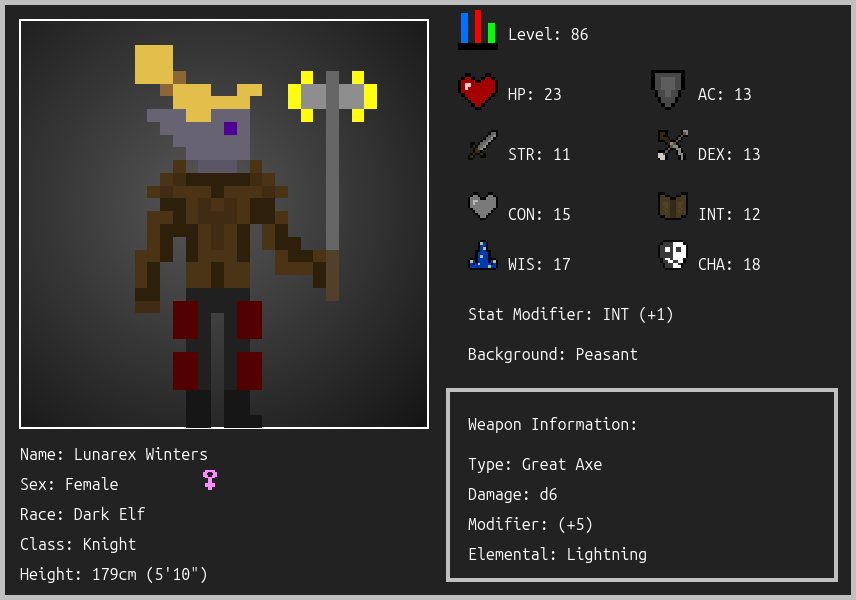 Level: 86
HP: 23
AC: 13
STR: 11
DEX: 13
CON: 15
INT: 12
WIS: 17
CHA: 18
Stat Modifier: INT (+1)
Background: Peasant
Weapon Information:
Type: Great Axe
Damage: d6
Modifier: (+5)
Elemental: Lightning
Name: Lunarex Winters
Sex: Female
Race: Dark Elf
Class: Knight
Height: 179cm (5'10")